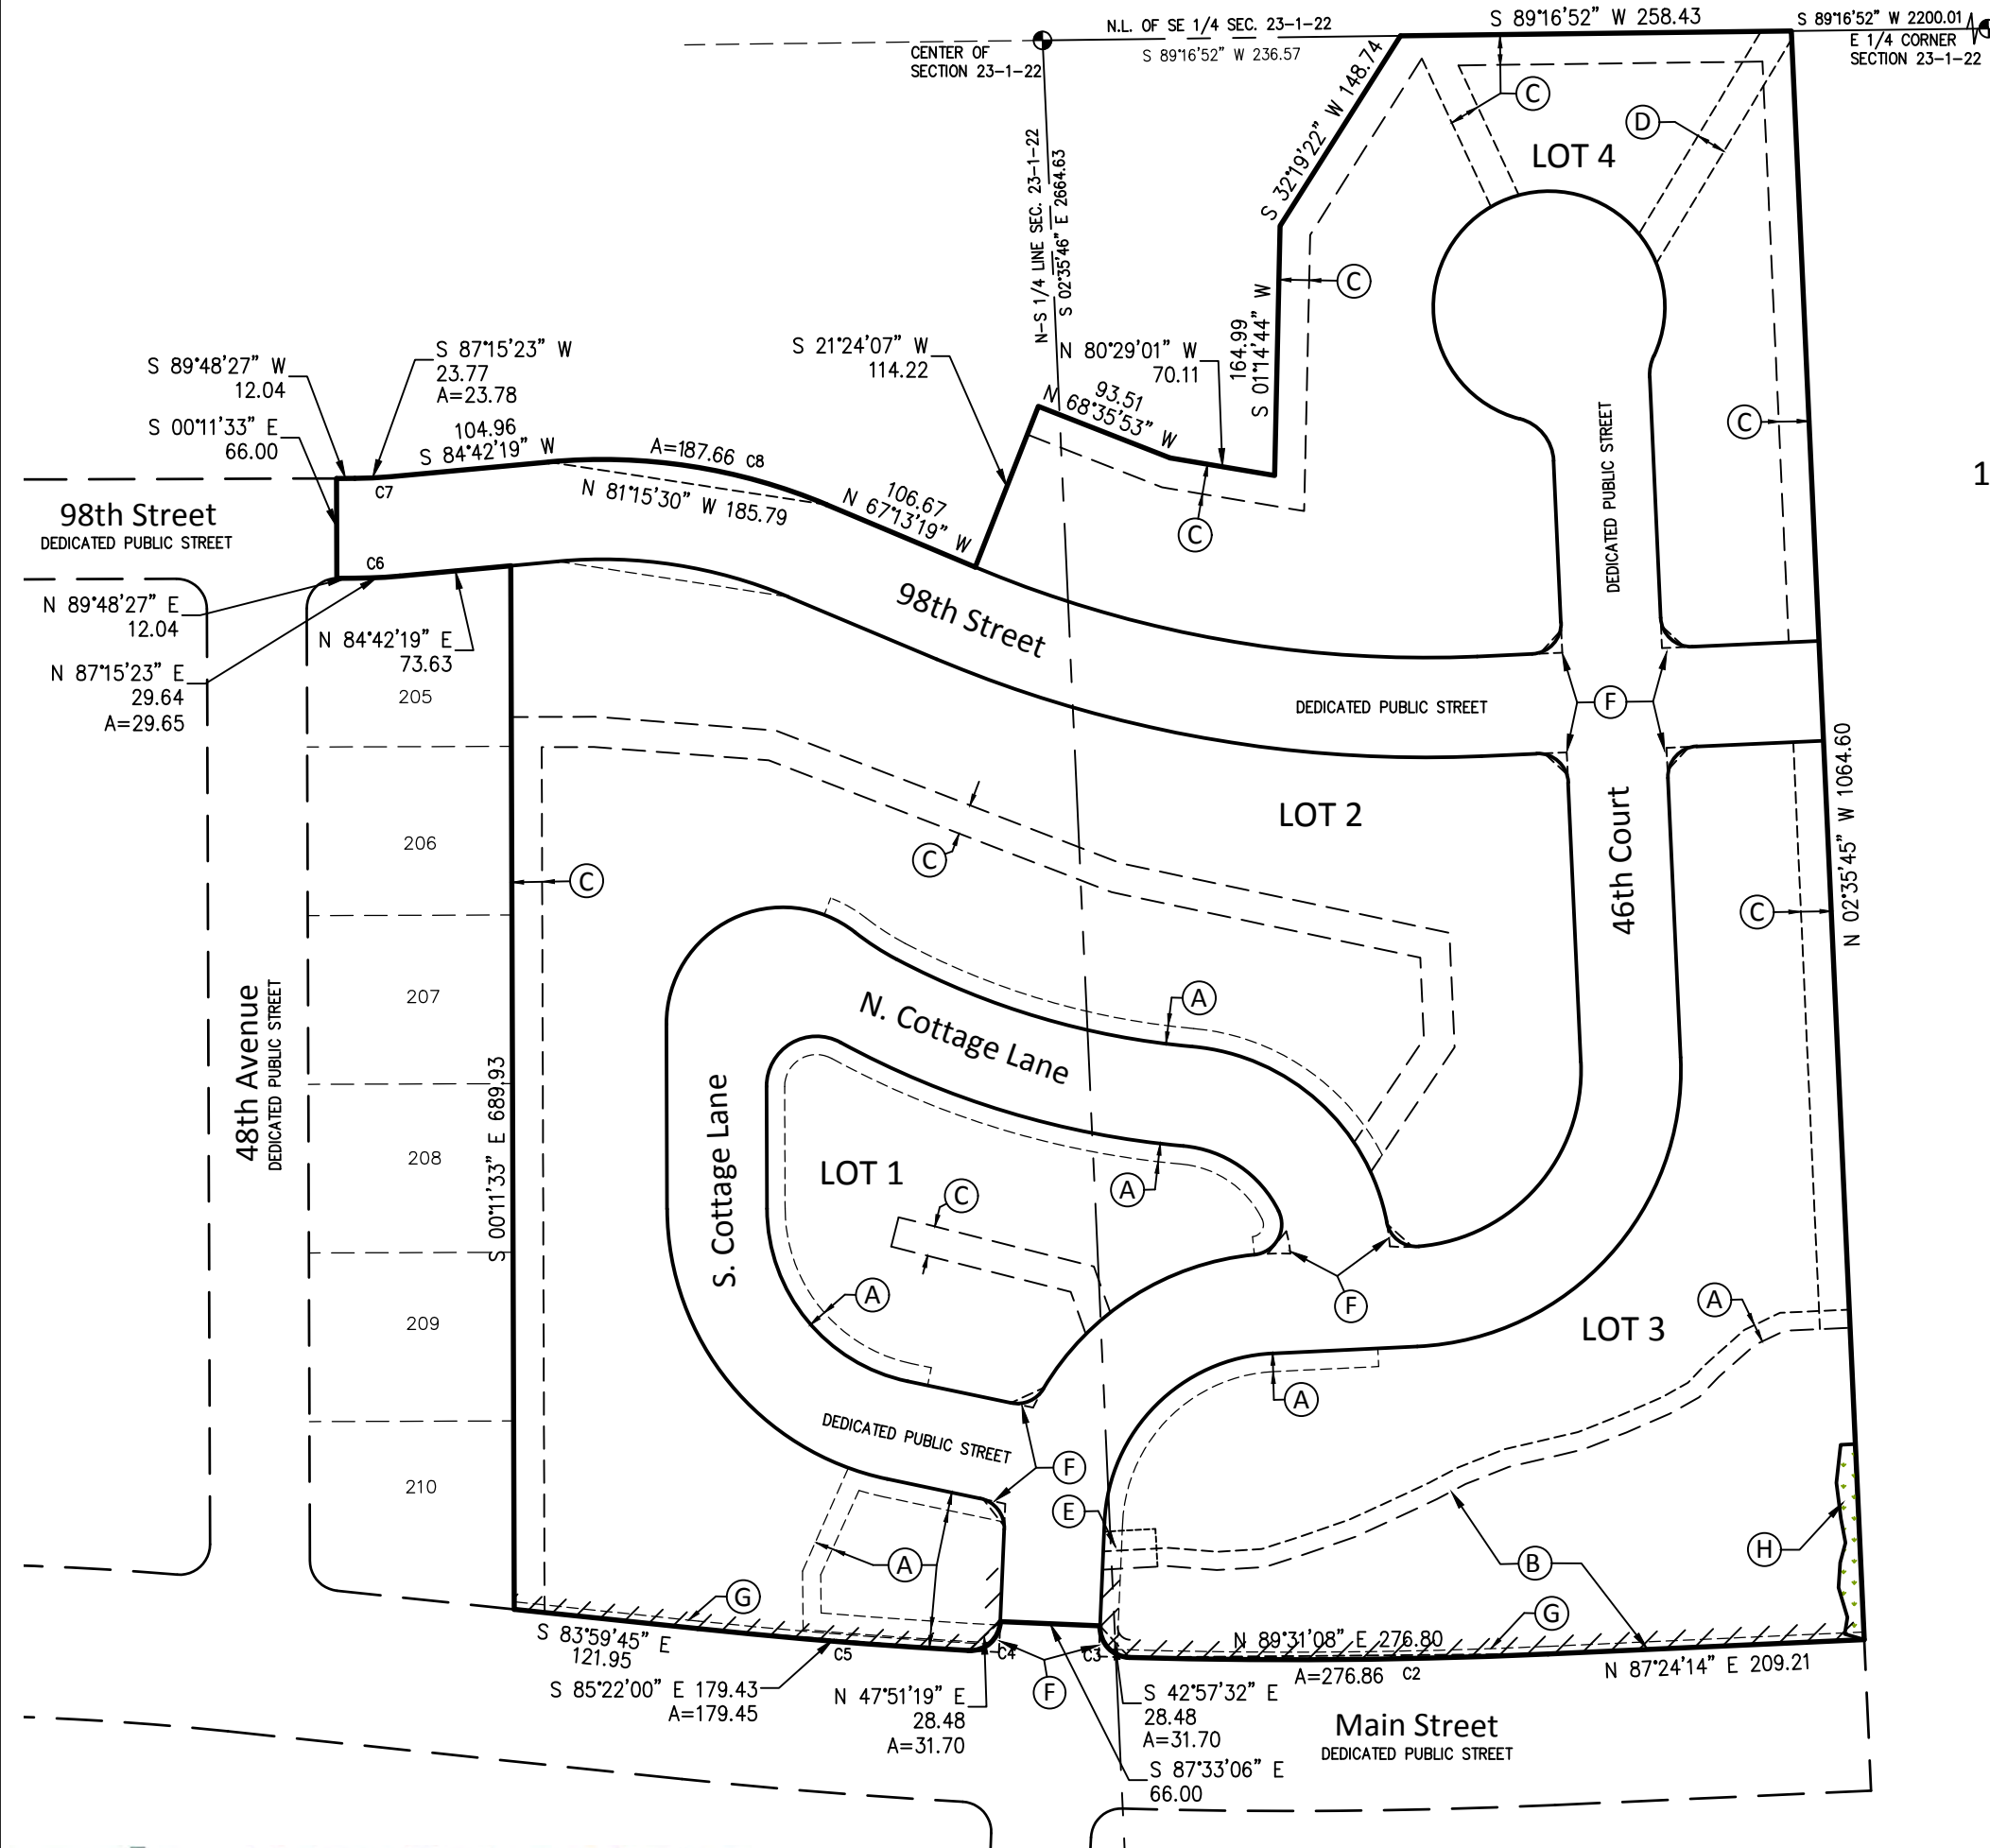 S 89°16'52" W 258.43
S 89°16'52" W 2200.01
N.L. OF SE 1/4 SEC. 23-1-22
S 89°16'52" W 236.57
CENTER OF
SECTION 23-1-22
E 1/4 CORNER
SECTION 23-1-22
S 32°19'22" W 148.74
C
D
LOT 4
N-S 1/4 LINE SEC. 23-1-22
S 02°35'46" E 2664.63
C
164.99
S 01°14'44" W
S 89°48'27" W
12.04
S 87°15'23" W
23.77
A=23.78
S 21°24'07" W
114.22
N 80°29'01" W
70.11
93.51
N 68°35'53" W
S 00°11'33" E
66.00
104.96
S 84°42'19" W
A=187.66 C8
C7
N 81°15'30" W 185.79
106.67
N 67°13'19" W
C
C
1
DEDICATED PUBLIC STREET
98th Street
DEDICATED PUBLIC STREET
C6
N 89°48'27" E
12.04
N 84°42'19" E
73.63
N 87°15'23" E
29.64
A=29.65
98th Street
DEDICATED PUBLIC STREET
F
205
206
207
208
209
210
LOT 2
46th Court
N 02°35'45" W 1064.60
C
C
C
48th Avenue
DEDICATED PUBLIC STREET
S 00°11'33" E 689.93
A
N. Cottage Lane
S. Cottage Lane
LOT 1
C
A
A
F
LOT 3
A
A
DEDICATED PUBLIC STREET
F
E
A
B
H
G
G
S 83°59'45" E
121.95
C5
C4
C3
N 89°31'08" E 276.80
A=276.86 C2
N 87°24'14" E 209.21
S 85°22'00" E 179.43
A=179.45
N 47°51'19" E
28.48
A=31.70
F
S 42°57'32" E
28.48
A=31.70
S 87°33'06" E
66.00
Main Street
DEDICATED PUBLIC STREET